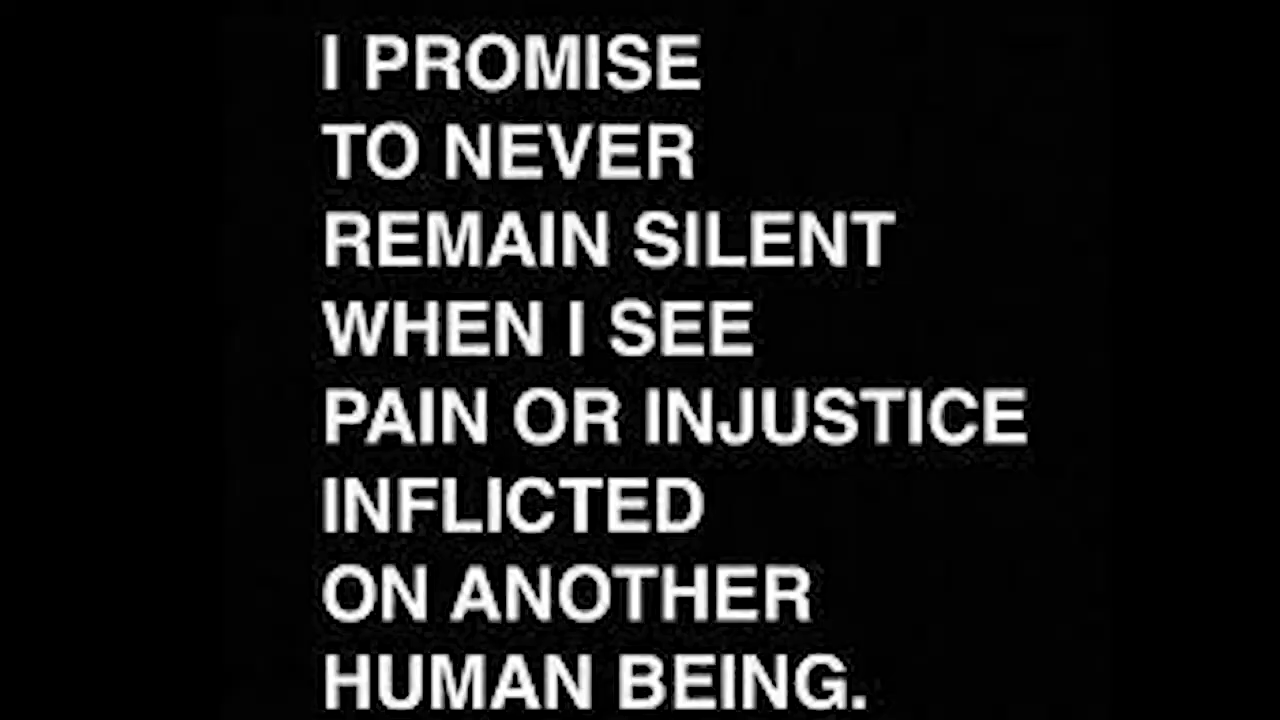 I PROMISE
TO NEVER
REMAIN SILENT
WHEN I SEE
PAIN OR INJUSTICE
INFLICTED
ON ANOTHER
HUMAN BEING.